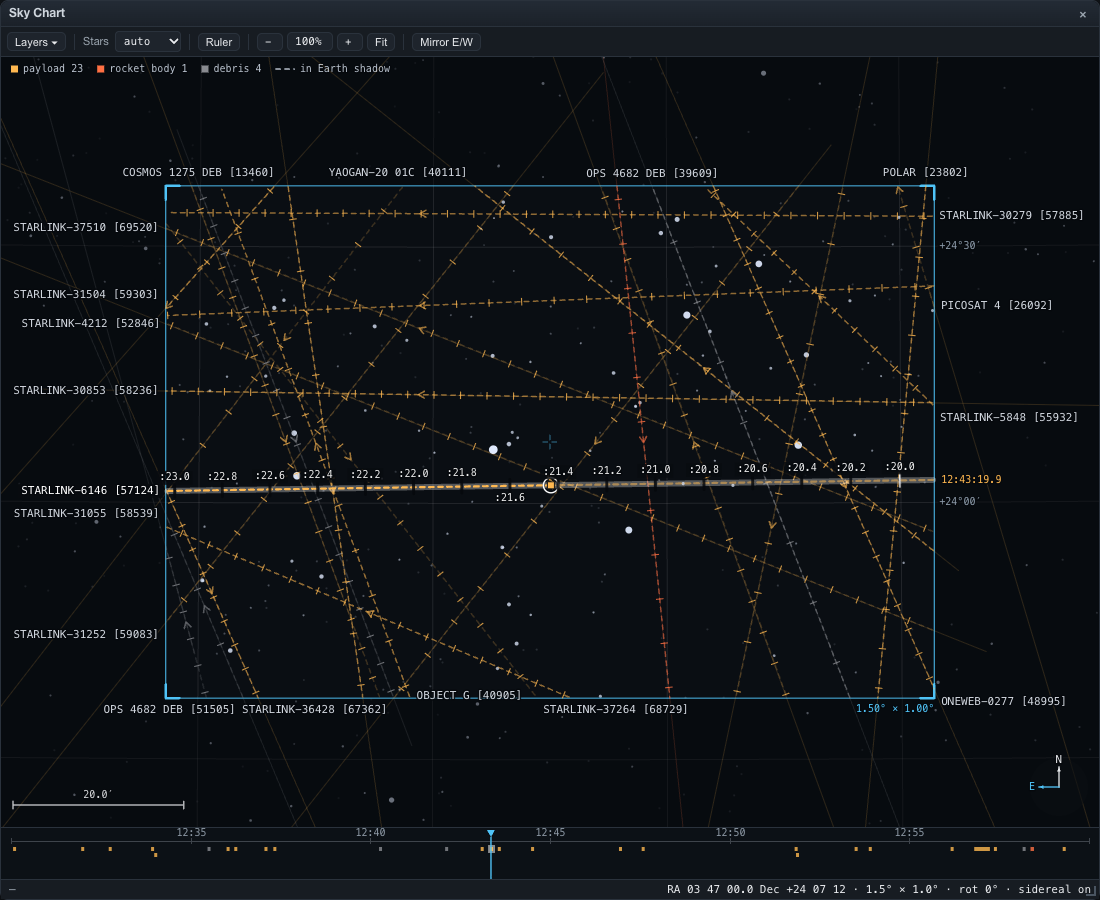 Sky Chart ×
Layers Stars auto Ruler − 100% + Fit Mirror E/W
payload 23 rocket body 1 debris 4 in Earth shadow
COSMOS 1275 DEB [13460] YAOGAN−20 01C [40111] OPS 4682 DEB [39609] POLAR [23802]
STARLINK−30279 [57885]
STARLINK−37510 [69520]
+24°30′
STARLINK−31504 [59303]
PICOSAT 4 [26092]
STARLINK−4212 [52846]
STARLINK−30853 [58236]
STARLINK−5848 [55932]
:23.0 :22.8 :22.6 :22.4 :22.2 :22.0 :21.8 :21.4 :21.2 :21.0 :20.8 :20.6 :20.4 :20.2 :20.0
12:43:19.9
STARLINK−6146 [57124]
:21.6
+24°00′
STARLINK−31055 [58539]
STARLINK−31252 [59083]
OBJECT G [40905]
ONEWEB−0277 [48995]
OPS 4682 DEB [51505] STARLINK−36428 [67362] STARLINK−37264 [68729] 1.50° × 1.00°
N
E
20.0′
12:35 12:40 12:45 12:50 12:55
− RA 03 47 00.0 Dec +24 07 12 · 1.5° × 1.0° · rot 0° · sidereal on